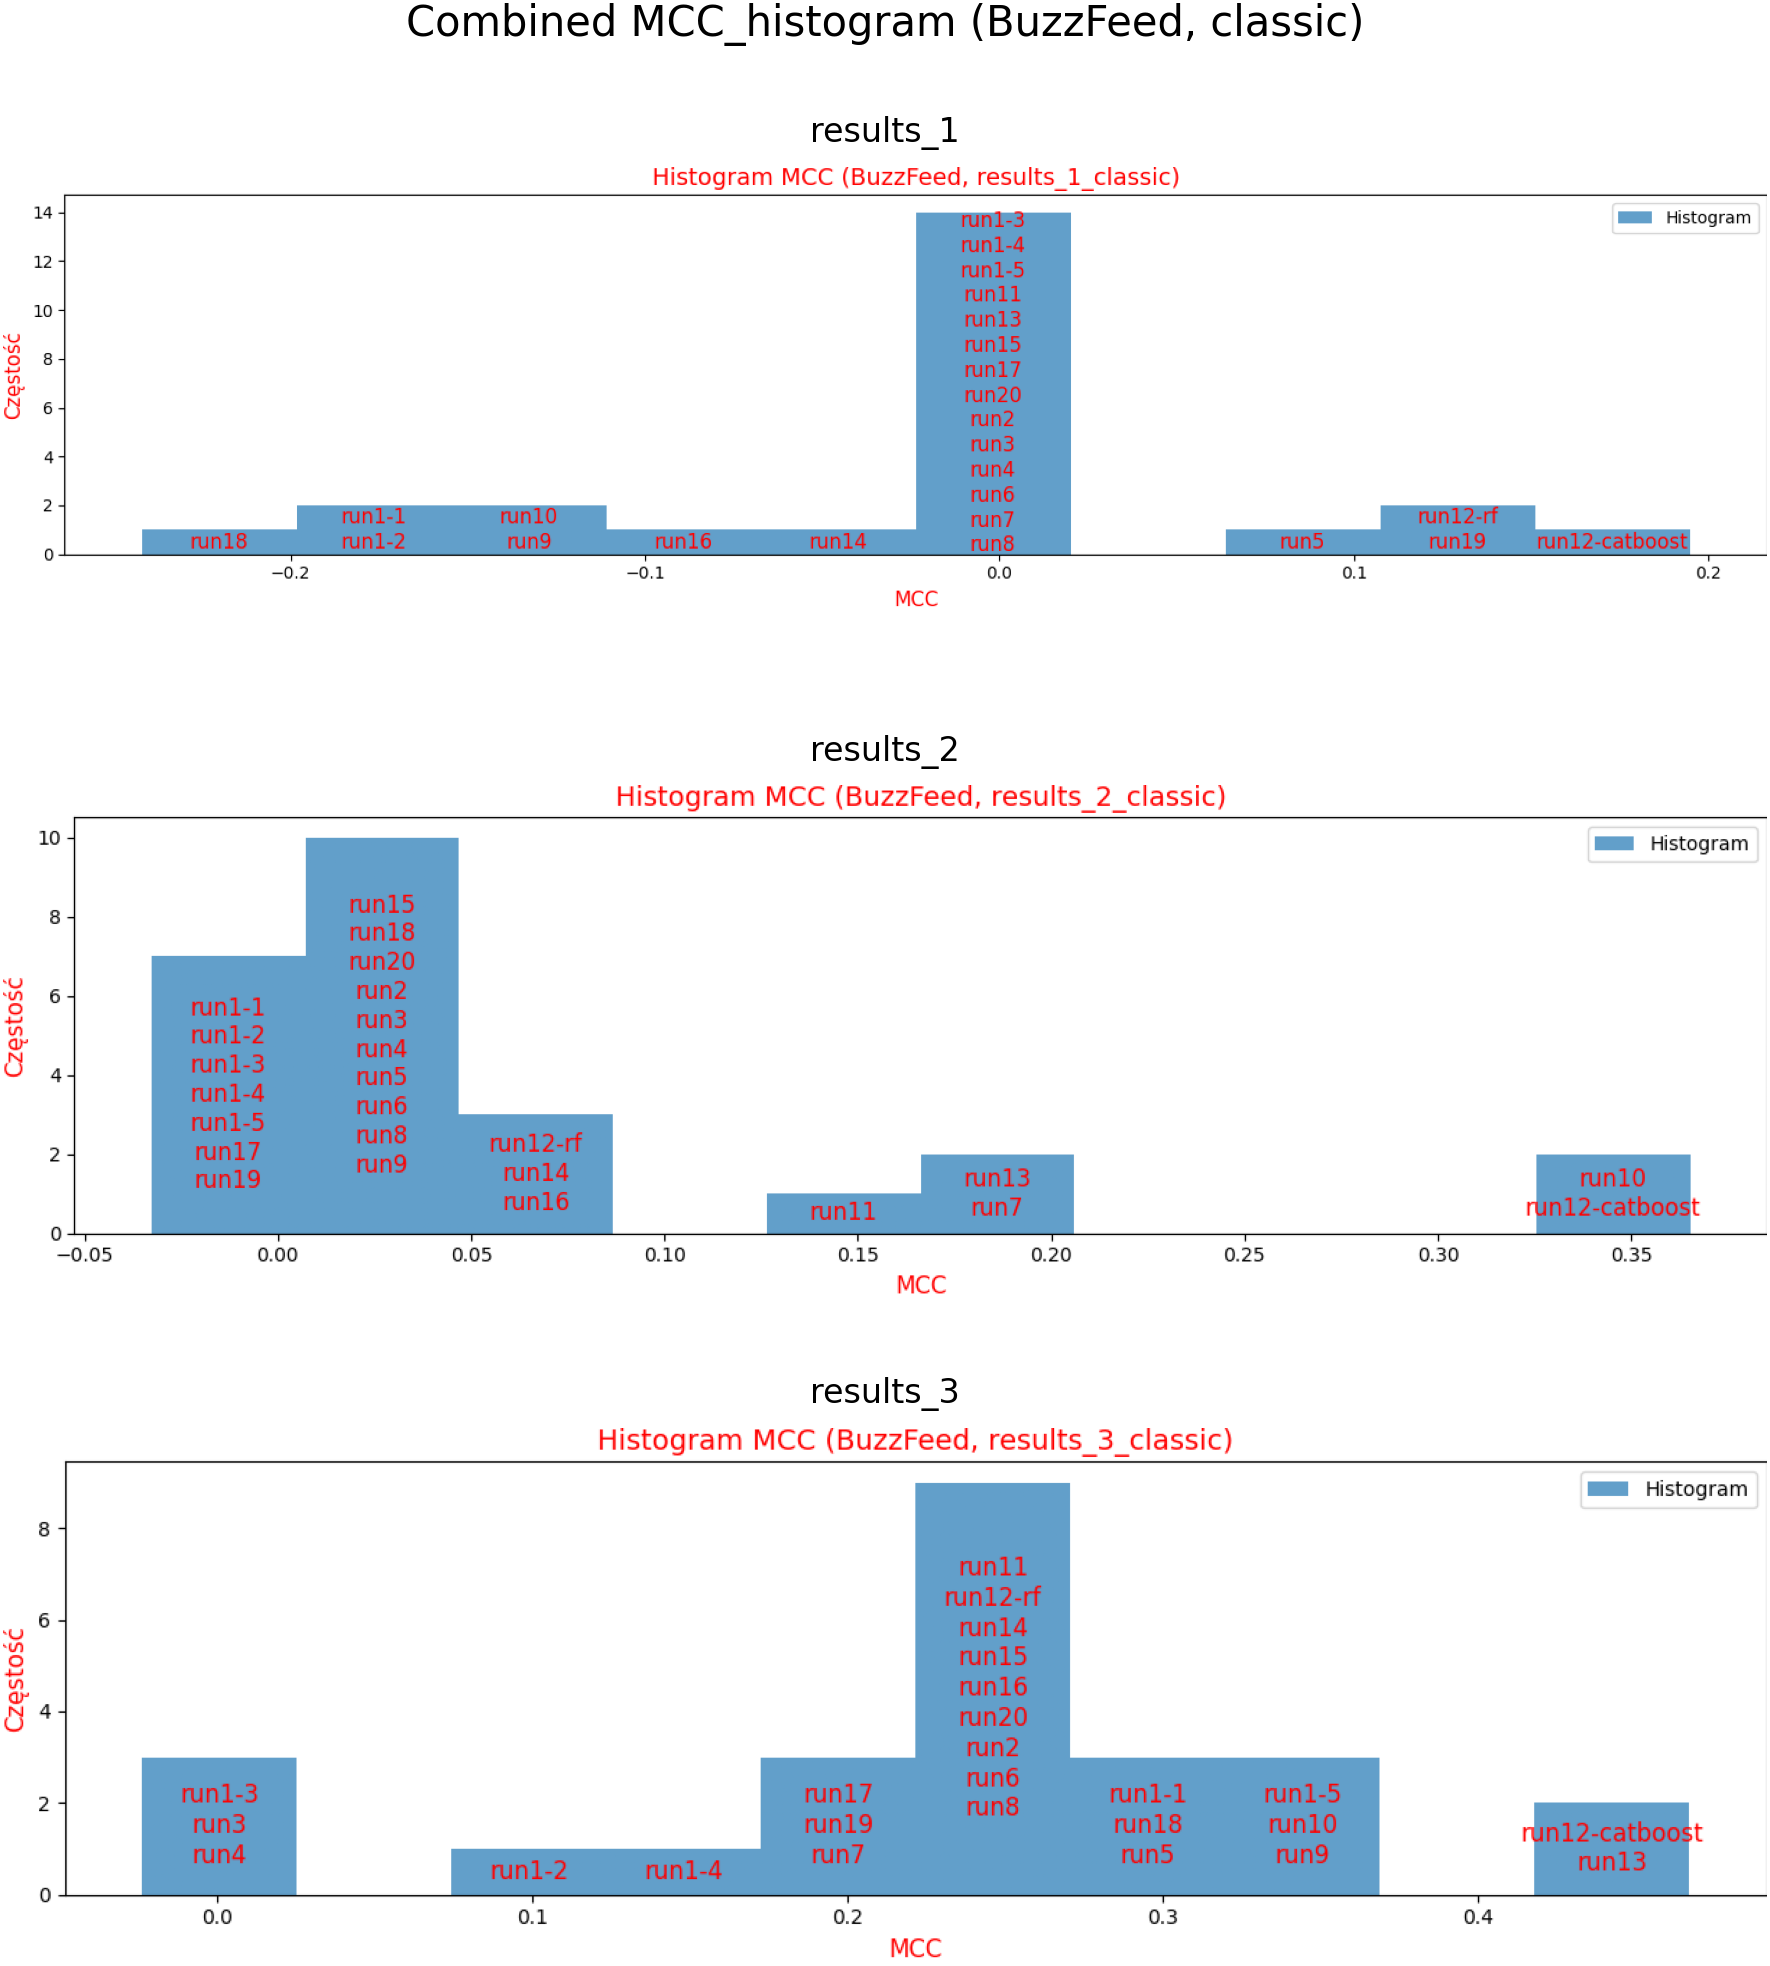 Combined MCC_histogram (BuzzFeed, classic)
results_1
Histogram MCC (BuzzFeed, results_1_classic)
Częstość
14
12
10
8
6
4
2
0
Histogram
run18
run1-1
run1-2
run10
run9
run16
run14
run1-3
run1-4
run1-5
run11
run13
run15
run17
run20
run2
run3
run4
run6
run7
run8
run5
run12-rf
run19
run12-catboost
−0.2 −0.1 0.0 0.1 0.2
MCC
results_2
Histogram MCC (BuzzFeed, results_2_classic)
Częstość
10
8
6
4
2
0
Histogram
run1-1
run1-2
run1-3
run1-4
run1-5
run17
run19
run15
run18
run20
run2
run3
run4
run5
run6
run8
run9
run12-rf
run14
run16
run11
run13
run7
run10
run12-catboost
−0.05 0.00 0.05 0.10 0.15 0.20 0.25 0.30 0.35
MCC
results_3
Histogram MCC (BuzzFeed, results_3_classic)
Częstość
8
6
4
2
0
Histogram
run1-3
run3
run4
run1-2
run1-4
run17
run19
run7
run11
run12-rf
run14
run15
run16
run20
run2
run6
run8
run1-1
run18
run5
run1-5
run10
run9
run12-catboost
run13
0.0 0.1 0.2 0.3 0.4
MCC